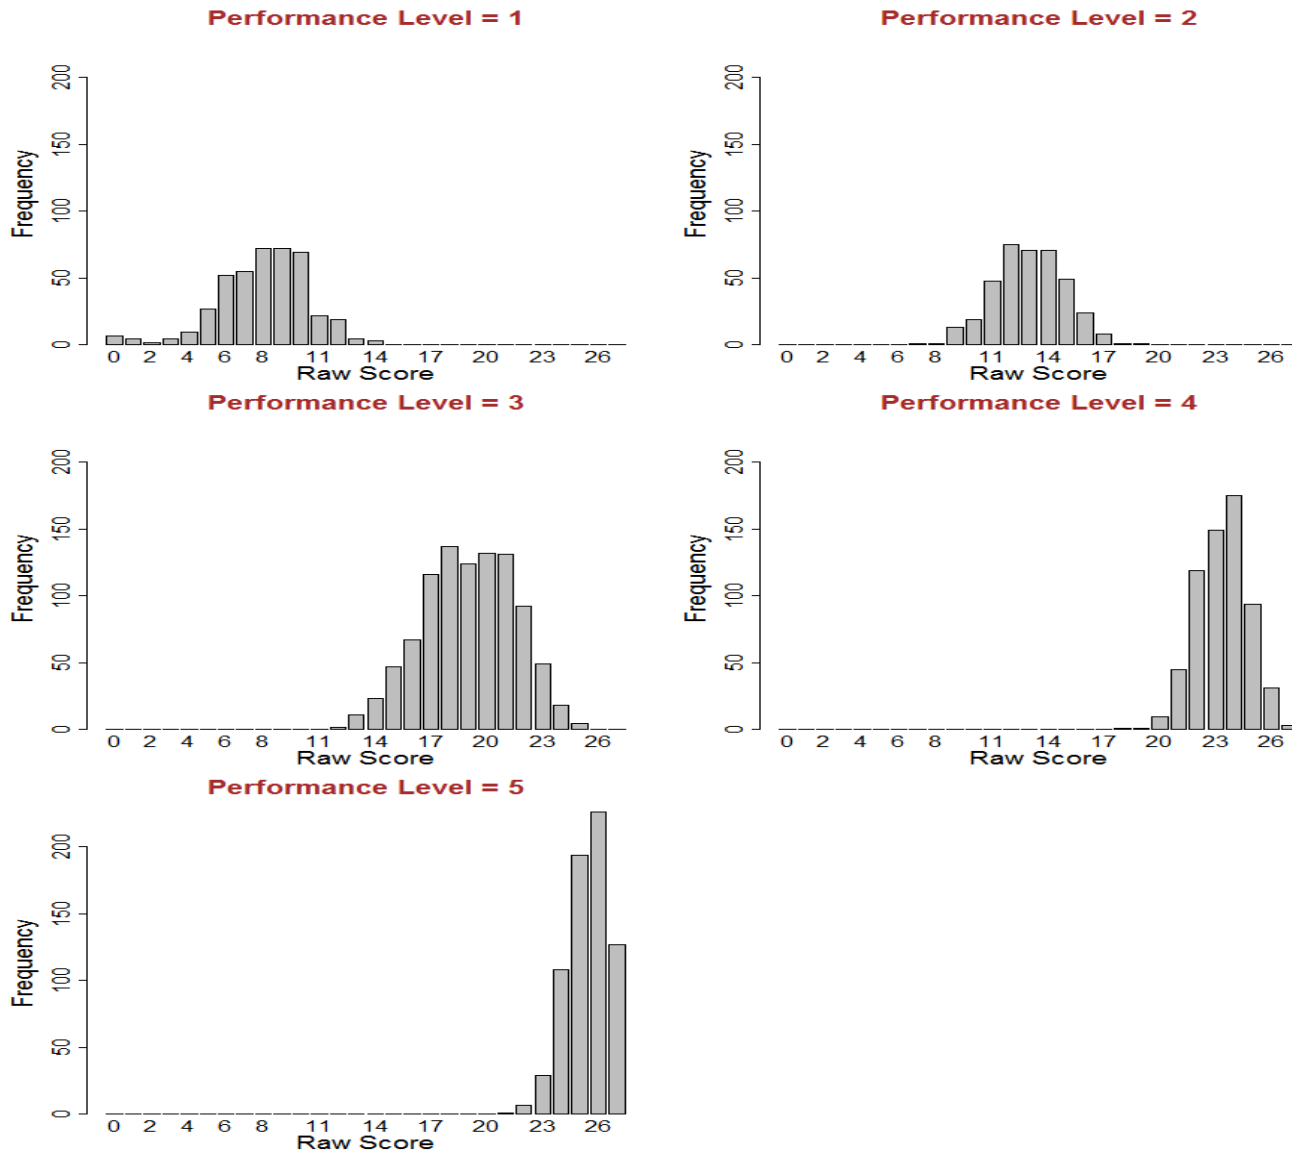 Performance Level = 1
200
150
100
50
0
Frequency
0 2 4 6 8 11 14 17 20 23 26
Raw Score
Performance Level = 2
200
150
100
50
0
Frequency
0 2 4 6 8 11 14 17 20 23 26
Raw Score
Performance Level = 3
200
150
100
50
0
Frequency
0 2 4 6 8 11 14 17 20 23 26
Raw Score
Performance Level = 4
200
150
100
50
0
Frequency
0 2 4 6 8 11 14 17 20 23 26
Raw Score
Performance Level = 5
200
150
100
50
0
Frequency
0 2 4 6 8 11 14 17 20 23 26
Raw Score